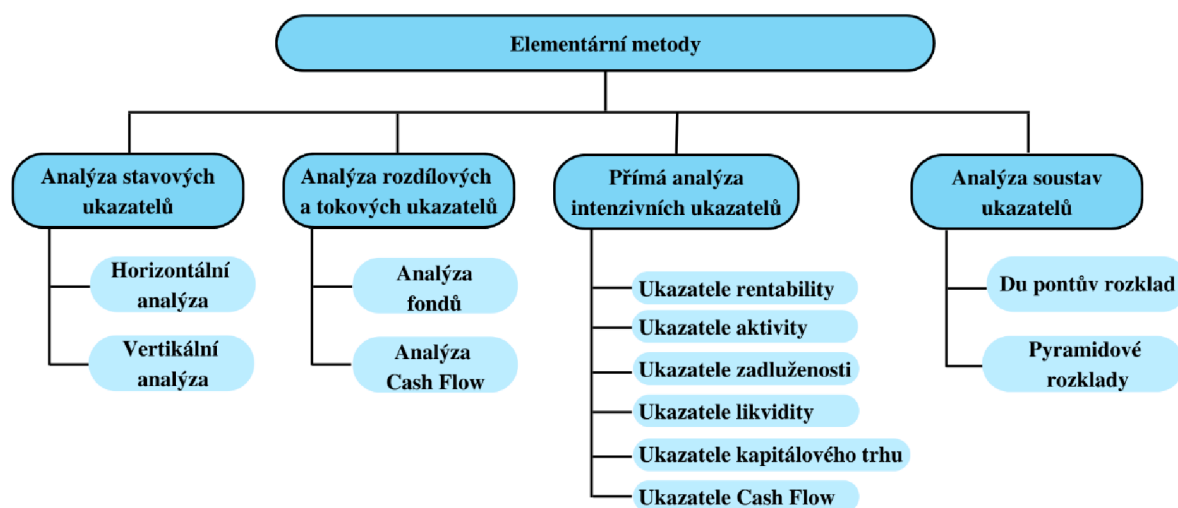 Elementární metody
Analýza stavových
ukazatelů
Horizontální
analýza
Vertikální
analýza
Analýza rozdílových
a tokových ukazatelů
Analýza
fondů
Analýza
Cash Flow
Přímá analýza
intenzivních ukazatelů
Ukazatele rentability
Ukazatele aktivity
Ukazatele zadluženosti
Ukazatele likvidity
Ukazatele kapitálového trhu
Ukazatele Cash Flow
Analýza soustav
ukazatelů
Du pontův rozklad
Pyramidové
rozklady